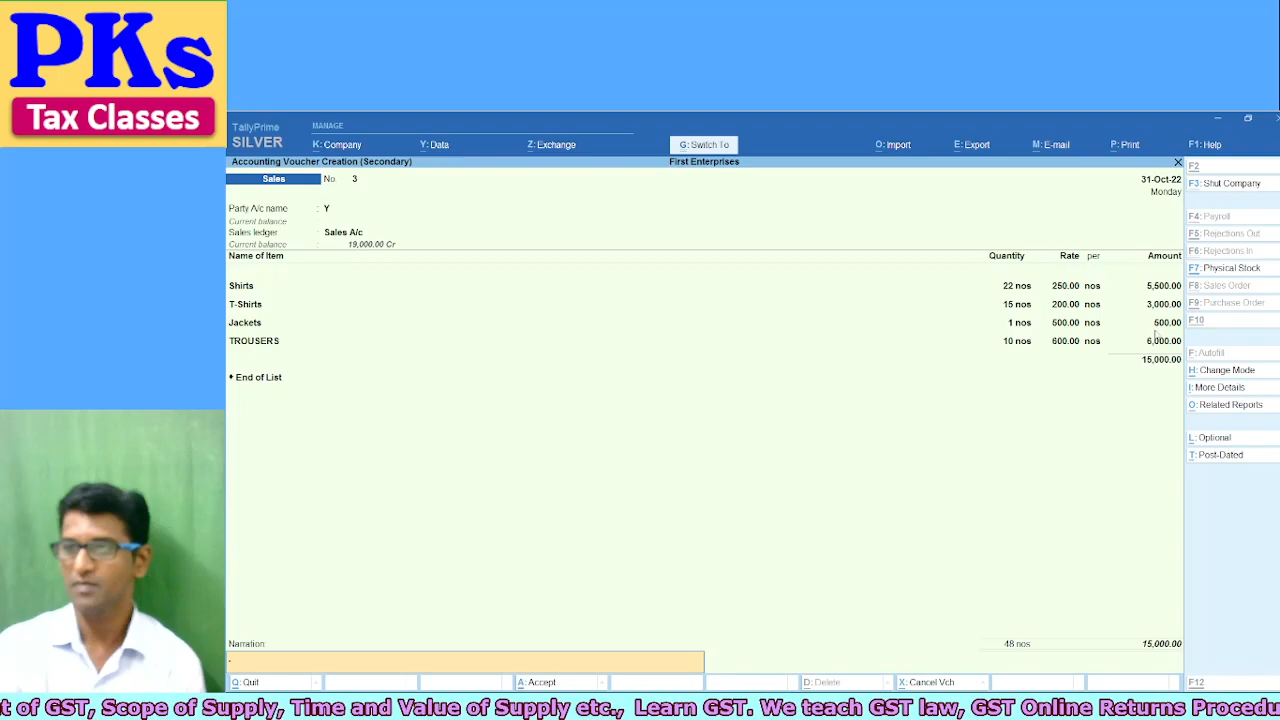 PKs
Tax Classes
TallyPrime
SILVER
MANAGE
K: Company
Y: Data
Z: Exchange
G: Switch To
O: Import
E: Export
M: E-mail
P: Print
F1: Help
Accounting Voucher Creation (Secondary)
First Enterprises
Sales
No. 3
31-Oct-22
Monday
Party A/c name : Y
Current balance :
Sales ledger : Sales A/c
Current balance : 19,000.00 Cr
Name of Item Quantity Rate per Amount
Shirts 22 nos 250.00 nos 5,500.00
T-Shirts 15 nos 200.00 nos 3,000.00
Jackets 1 nos 500.00 nos 500.00
TROUSERS 10 nos 600.00 nos 6,000.00
15,000.00
♦ End of List
Narration:
48 nos 15,000.00
Q: Quit
A: Accept
D: Delete
X: Cancel Vch
F2
F3: Shut Company
F4: Payroll
F5: Rejections Out
F6: Rejections In
F7: Physical Stock
F8: Sales Order
F9: Purchase Order
F10
F: Autofill
H: Change Mode
I: More Details
O: Related Reports
L: Optional
T: Post-Dated
F12
t of GST, Scope of Supply, Time and Value of Supply etc., Learn GST. We teach GST law, GST Online Returns Procedu